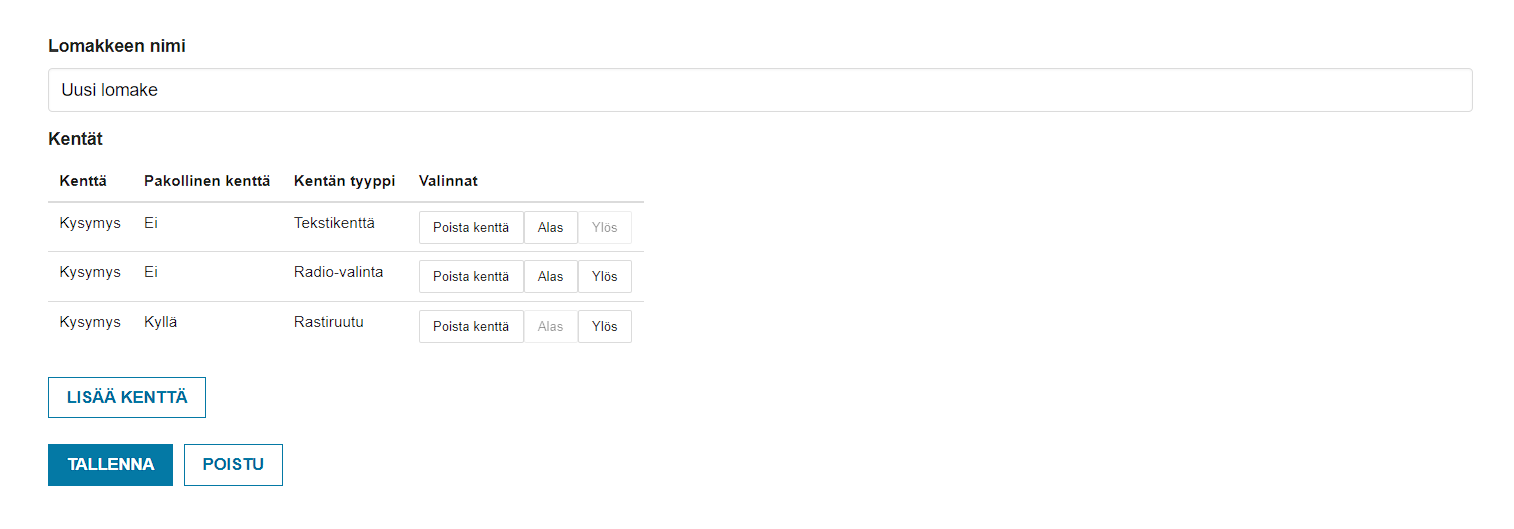 Lomakkeen nimi
Uusi lomake
Kentät
Kenttä Pakollinen kenttä Kentän tyyppi Valinnat
Kysymys Ei Tekstikenttä Poista kenttä Alas Ylös
Kysymys Ei Radio-valinta Poista kenttä Alas Ylös
Kysymys Kyllä Rastiruutu Poista kenttä Alas Ylös
LISÄÄ KENTTÄ
TALLENNA POISTU